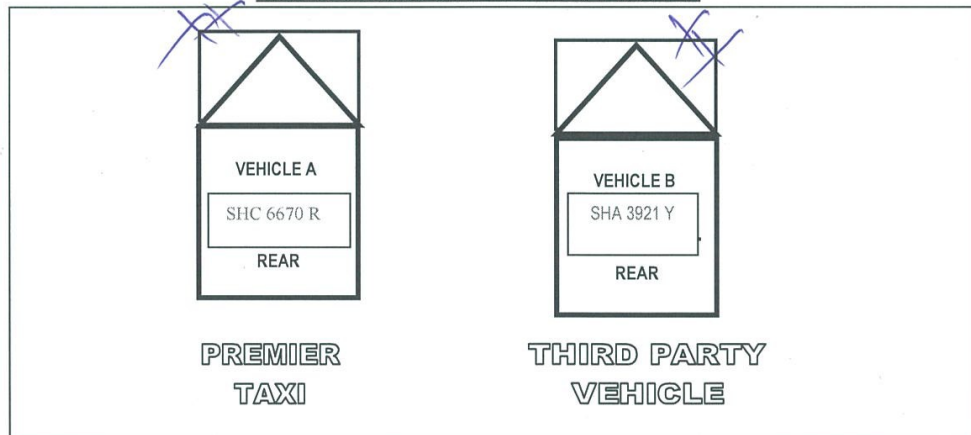 VEHICLE A
SHC 6670 R
REAR
PREMIER
TAXI
VEHICLE B
SHA 3921 Y
REAR
THIRD PARTY
VEHICLE